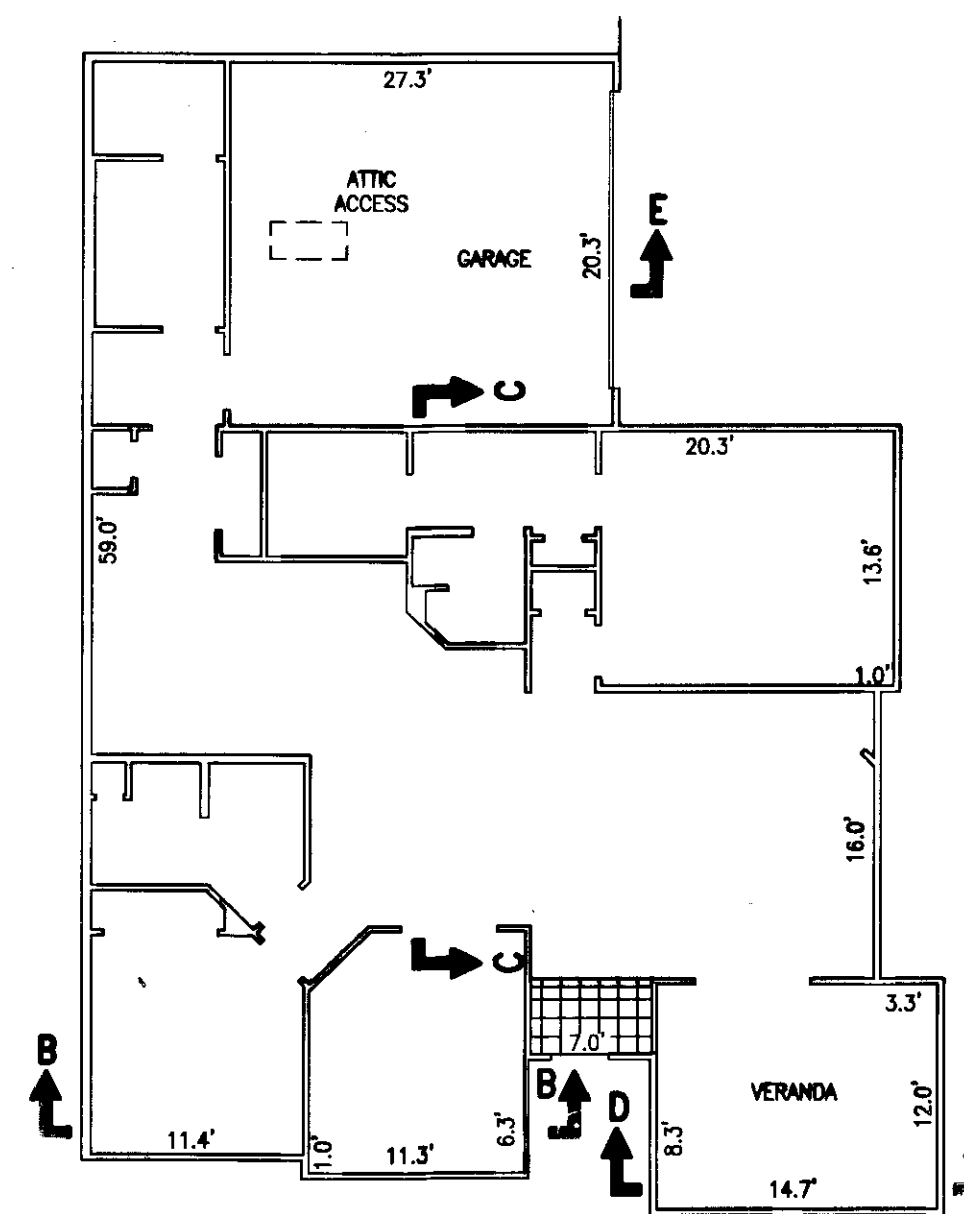 27.3'
ATTIC
ACCESS
GARAGE
20.3'
E
C
20.3'
59.0'
13.6'
1.0'
16.0'
C
3.3'
7.0'
B
B
D
VERANDA
12.0'
6.3'
8.3'
11.4'
1.0'
11.3'
14.7'